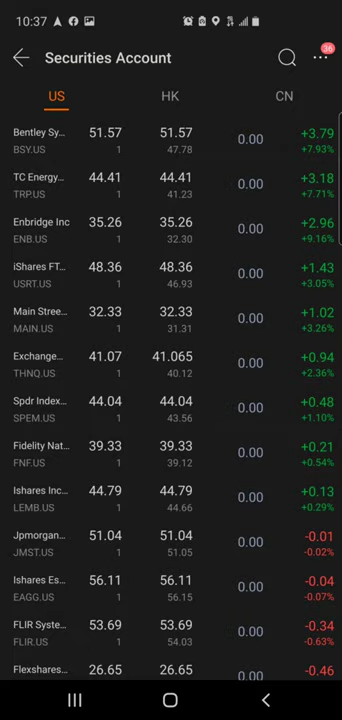 10:37
36
Securities Account
US HK CN
Bentley Sy... 51.57 51.57 0.00 +3.79
BSY.US 1 47.78 +7.93%
TC Energy... 44.41 44.41 0.00 +3.18
TRP.US 1 41.23 +7.71%
Enbridge Inc 35.26 35.26 0.00 +2.96
ENB.US 1 32.30 +9.16%
iShares FT... 48.36 48.36 0.00 +1.43
USRT.US 1 46.93 +3.05%
Main Stree... 32.33 32.33 0.00 +1.02
MAIN.US 1 31.31 +3.26%
Exchange... 41.07 41.065 0.00 +0.94
THNQ.US 1 40.12 +2.36%
Spdr Index... 44.04 44.04 0.00 +0.48
SPEM.US 1 43.56 +1.10%
Fidelity Nat... 39.33 39.33 0.00 +0.21
FNF.US 1 39.12 +0.54%
Ishares Inc... 44.79 44.79 0.00 +0.13
LEMB.US 1 44.66 +0.29%
Jpmorgan... 51.04 51.04 0.00 -0.01
JMST.US 1 51.05 -0.02%
Ishares Es... 56.11 56.11 0.00 -0.04
EAGG.US 1 56.15 -0.07%
FLIR Syste... 53.69 53.69 0.00 -0.34
FLIR.US 1 54.03 -0.63%
Flexshares... 26.65 26.65 0.00 -0.46